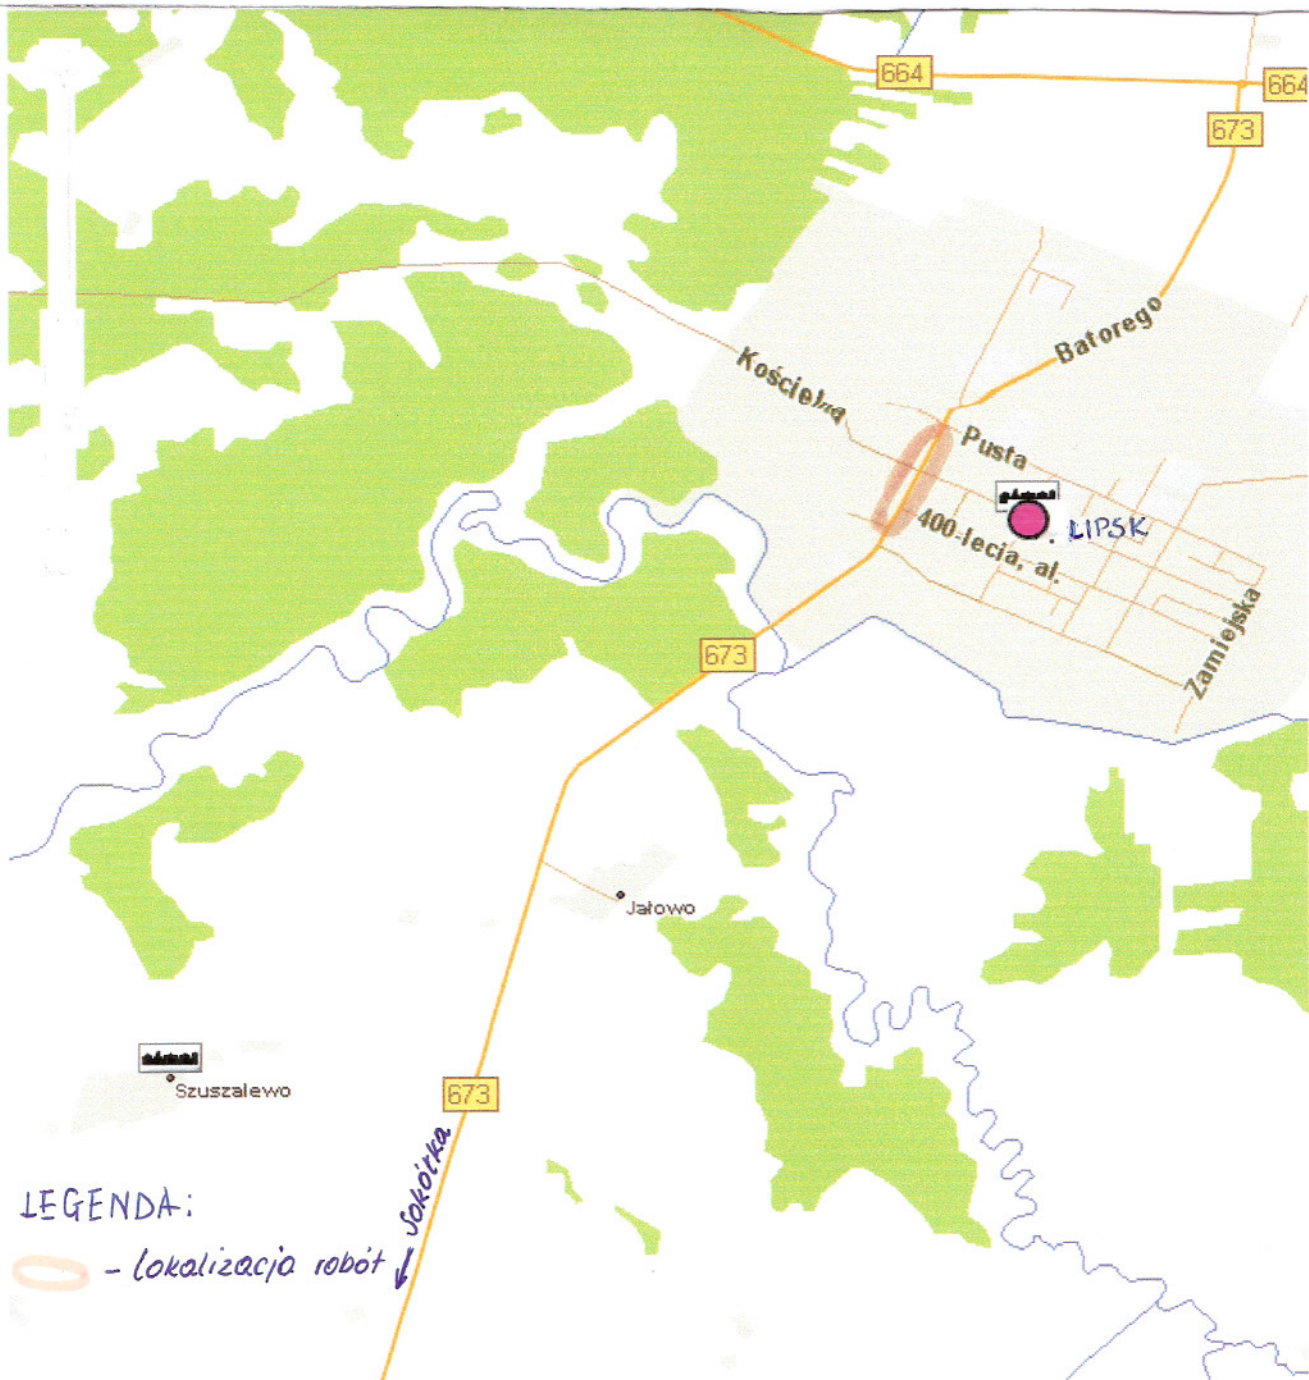 664
664
673
Batorego
Kościelna
Pusta
LIPSK
400-lecia, al.
Zamiejska
673
Jałowo
Szuszalewo
673
Sokółka
LEGENDA:
- lokalizacja robót